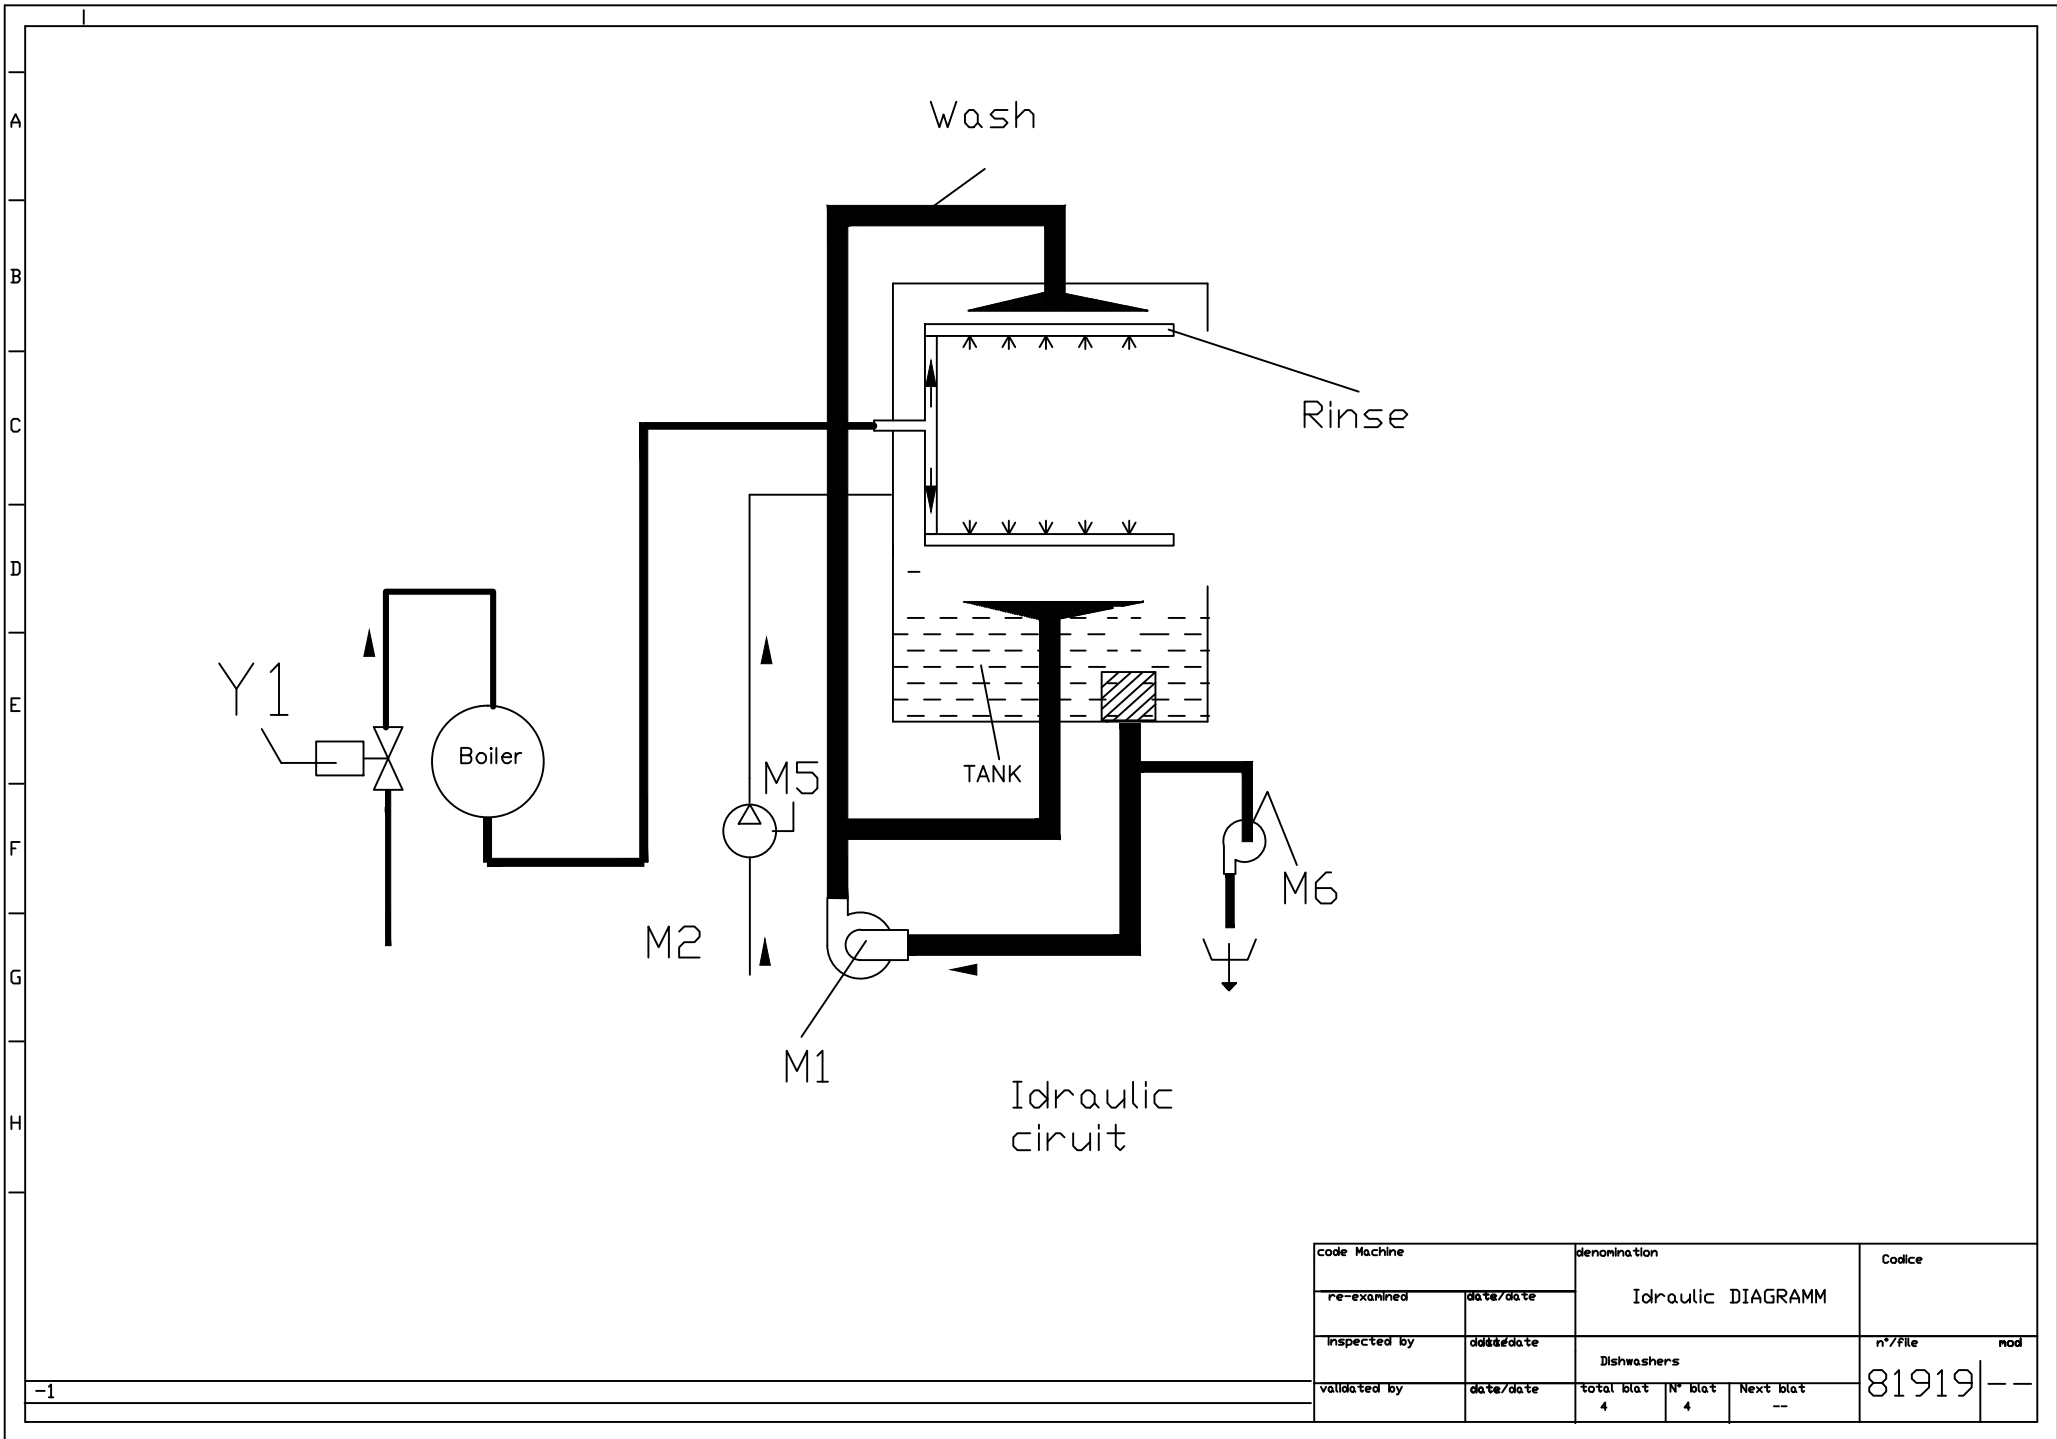 A
B
C
D
E
F
G
H
Wash
Rinse
Y1
Boiler
TANK
M5
M6
M2
M1
Idraulic
ciruit
-1
code Machine
denomination
Codice
re-examined
date/date
Idraulic DIAGRAMM
inspected by
n°/file
mod
Dishwashers
81919
--
validated by
date/date
total blat
N° blat
Next blat
4
4
--